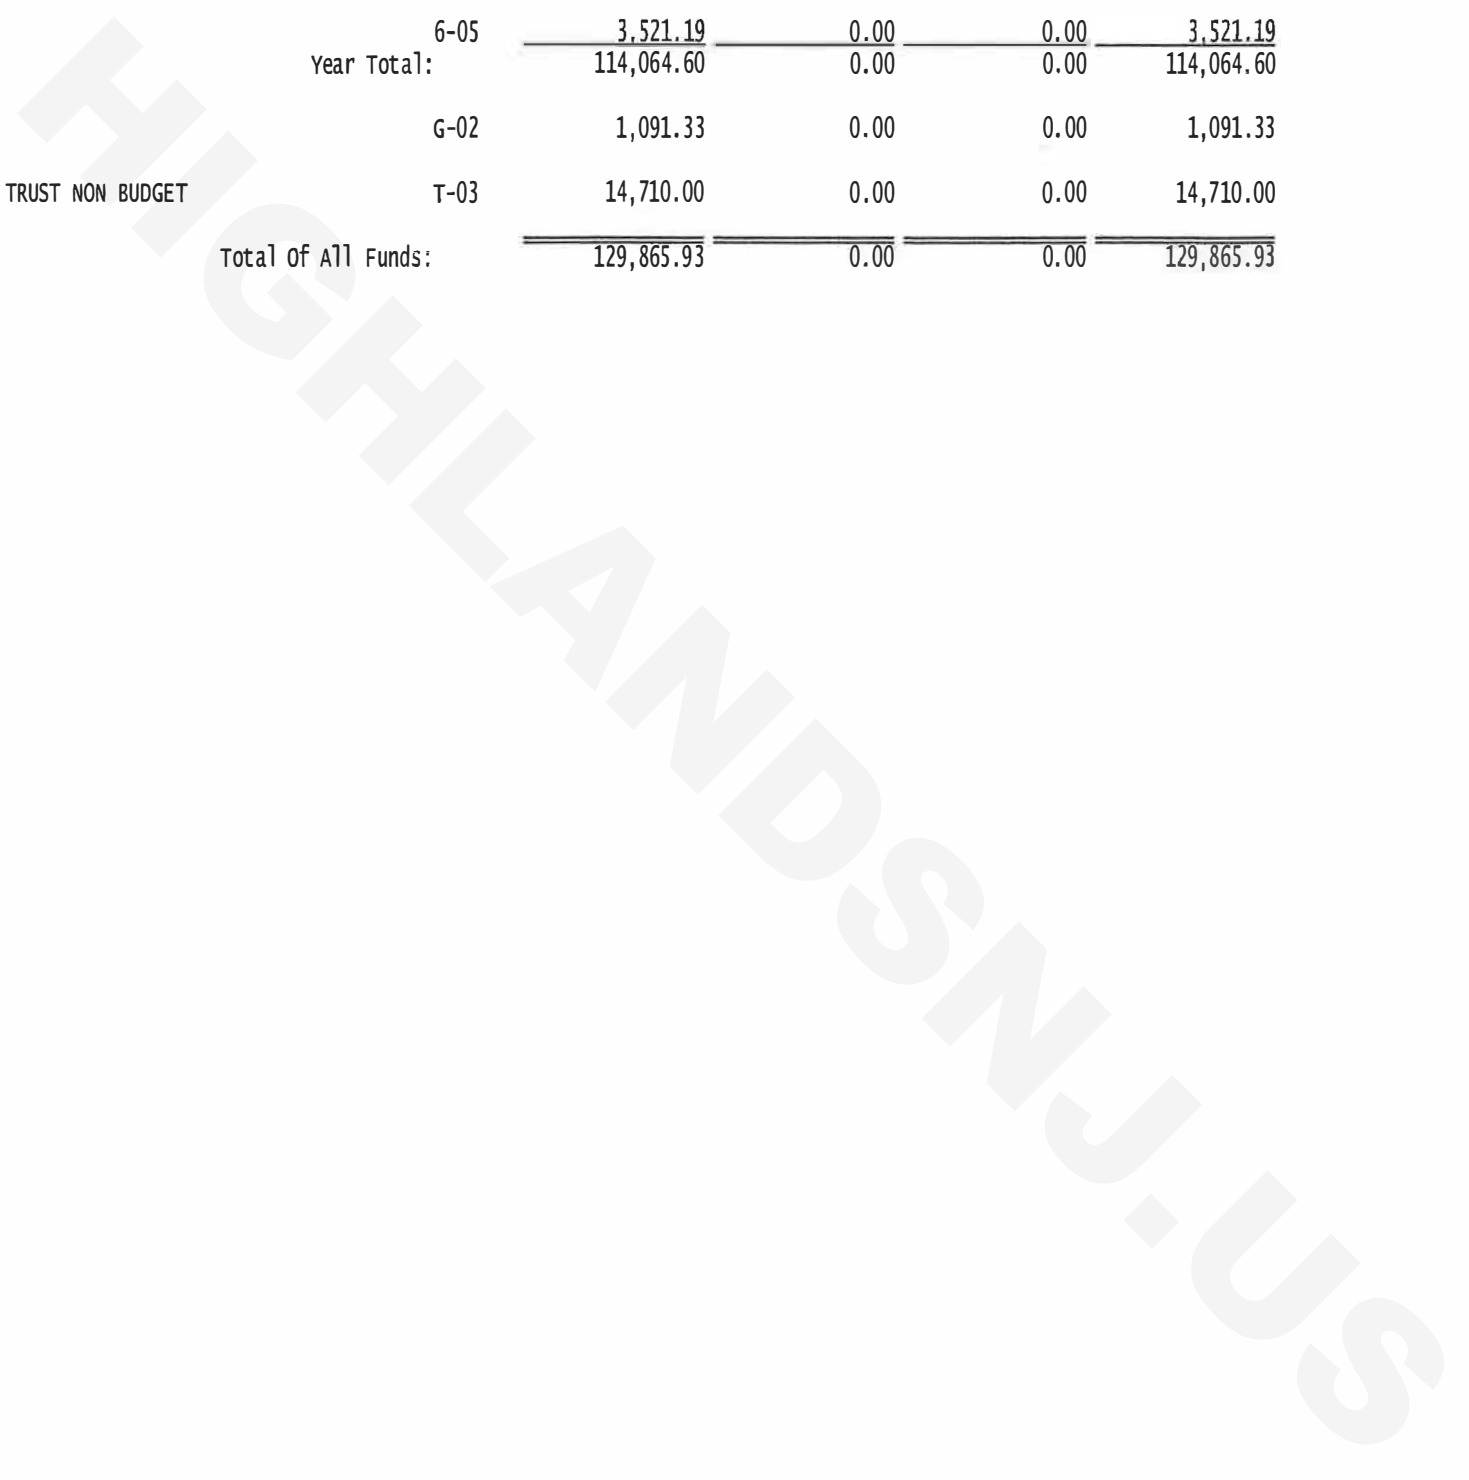 6-05 3,521.19 0.00 0.00 3,521.19
Year Total: 114,064.60 0.00 0.00 114,064.60
G-02 1,091.33 0.00 0.00 1,091.33
TRUST NON BUDGET T-03 14,710.00 0.00 0.00 14,710.00
Total Of All Funds: 129,865.93 0.00 0.00 129,865.93
HIGHLANDSNJ.US